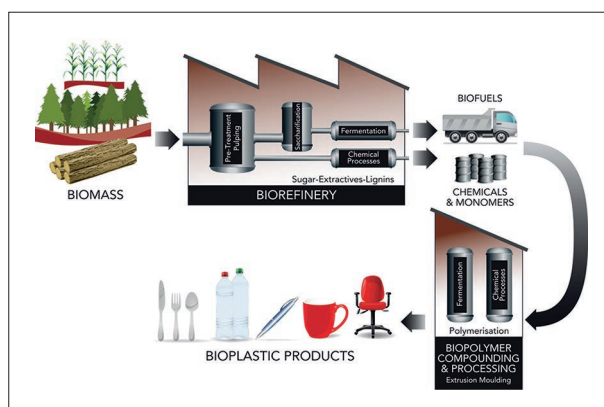 BIOMASS
Pre-Treatment
Pulping
Saccharification
Fermentation
Chemical
Processes
Sugar-Extractives-Lignins
BIOREFINERY
BIOFUELS
CHEMICALS
& MONOMERS
Fermentation
Chemical
Processes
Polymerisation
BIOPOLYMER
COMPOUNDING
& PROCESSING
Extrusion Moulding
BIOPLASTIC PRODUCTS